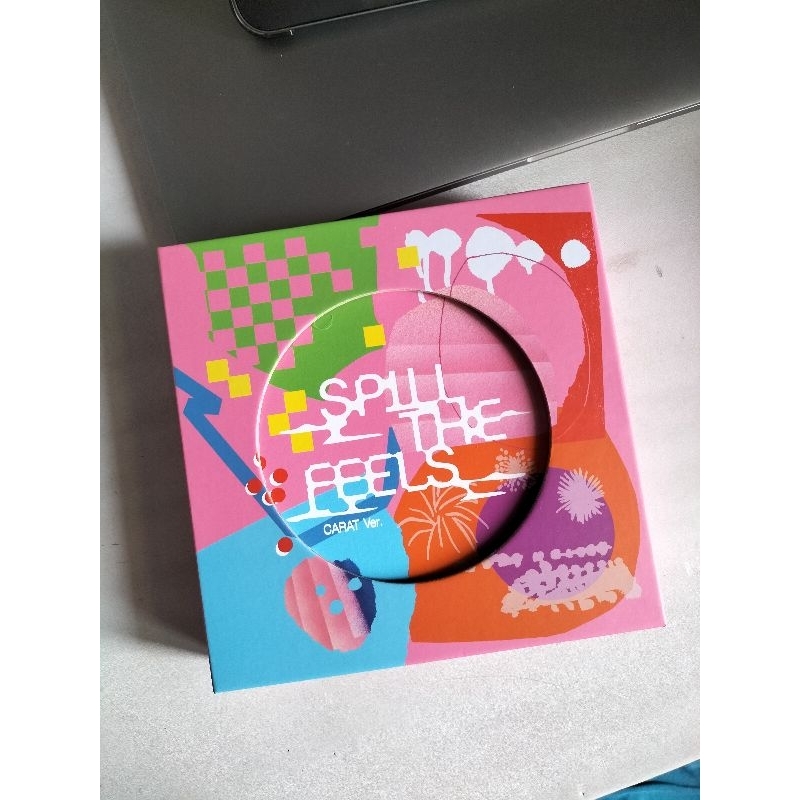 SPILL
THE
FEELS
CARAT Ver.